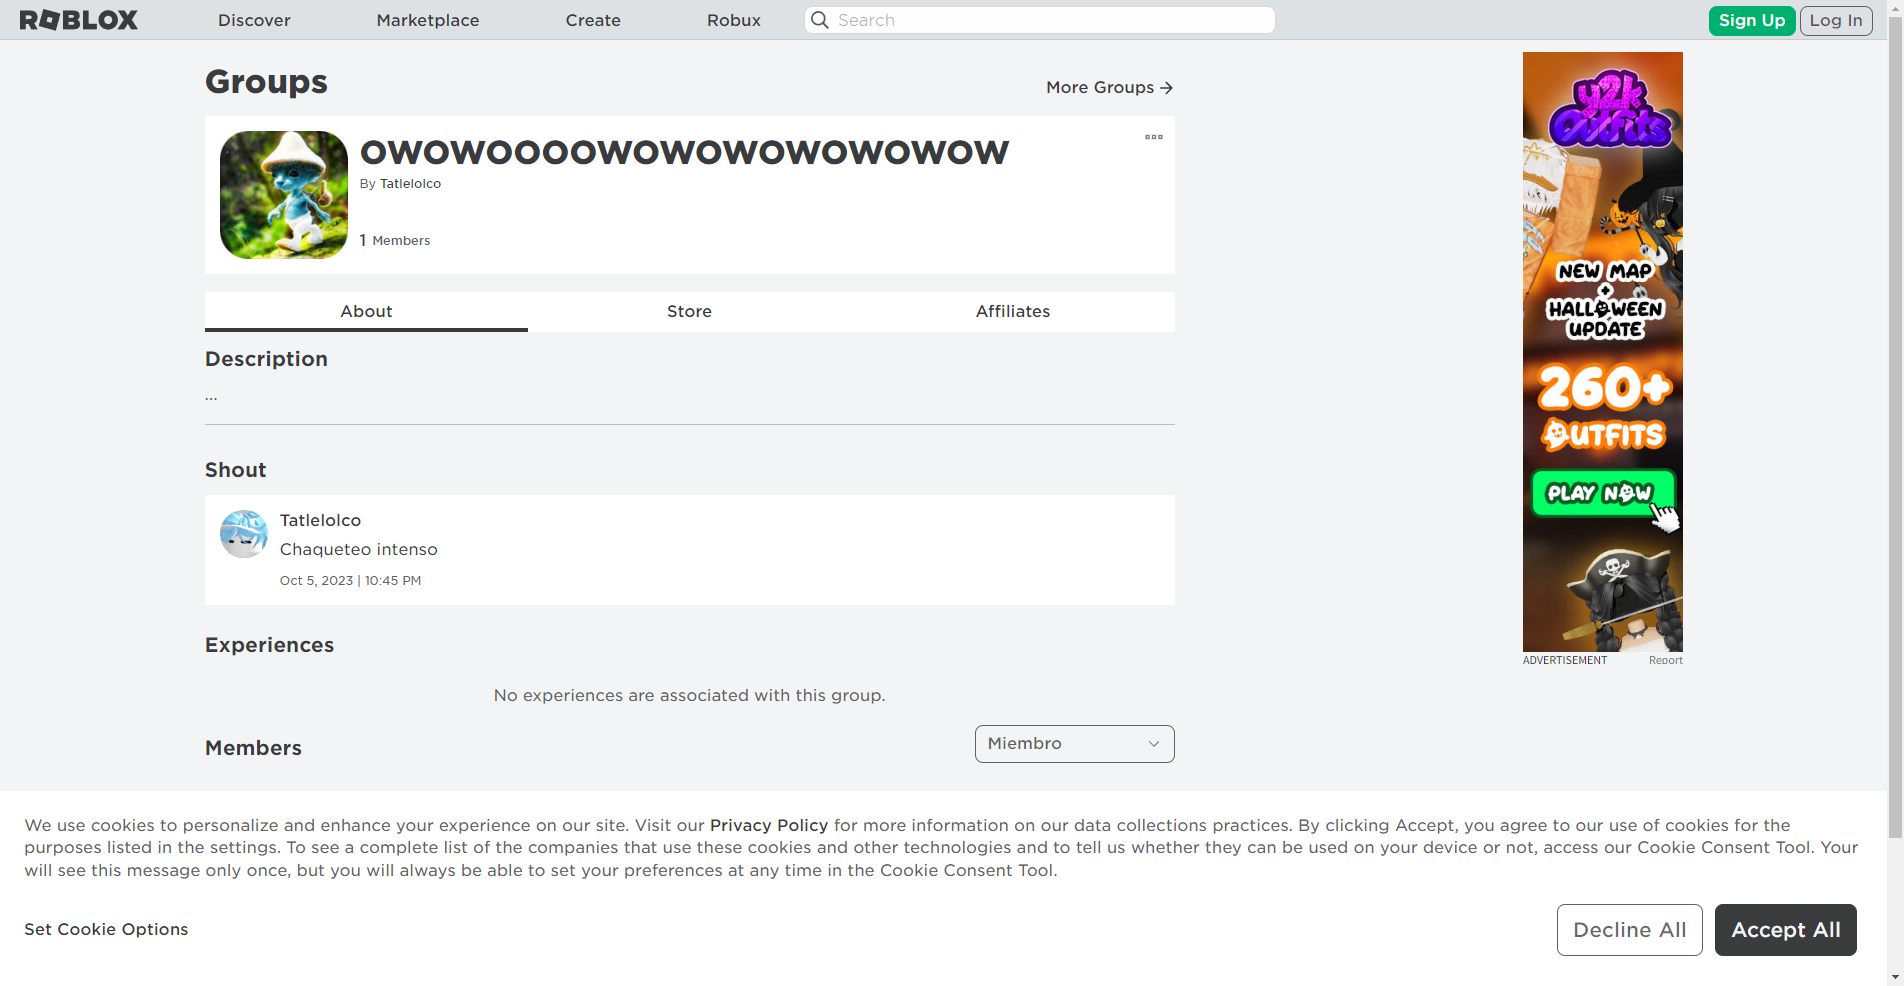 ROBLOX
Discover
Marketplace
Create
Robux
Search
Sign Up
Log In
Groups
More Groups
OWOWOOOOWOWOWOWOWOWOW
By Tatlelolco
1 Members
About
Store
Affiliates
Description
...
Shout
Tatlelolco
Chaqueteo intenso
Oct 5, 2023 | 10:45 PM
Experiences
No experiences are associated with this group.
Members
Miembro
y2k
Outfits
NEW MAP
+
HALLOWEEN
UPDATE
260+
OUTFITS
PLAY NOW
ADVERTISEMENT
Report
We use cookies to personalize and enhance your experience on our site. Visit our Privacy Policy for more information on our data collections practices. By clicking Accept, you agree to our use of cookies for the
purposes listed in the settings. To see a complete list of the companies that use these cookies and other technologies and to tell us whether they can be used on your device or not, access our Cookie Consent Tool. Your
will see this message only once, but you will always be able to set your preferences at any time in the Cookie Consent Tool.
Set Cookie Options
Decline All
Accept All